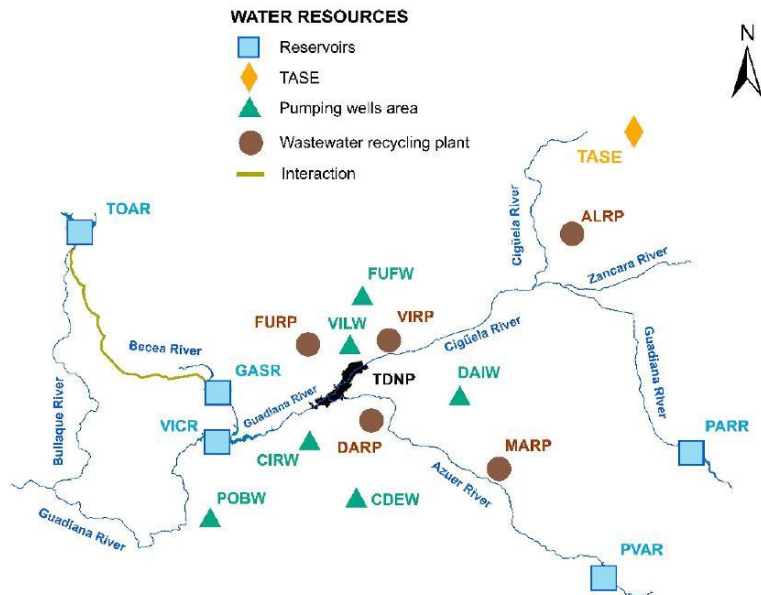 WATER RESOURCES
Reservoirs
TASE
Pumping wells area
Wastewater recycling plant
Interaction
N
TASE
TOAR
ALRP
Cigüela River
Zancara River
FUFW
FURP
VILW
VIRP
Cigüela River
Becea River
GASR
Guadiana River
TDNP
DAIW
Guadiana River
Bullaque River
VICR
CIRW
DARP
MARP
PARR
POBW
CDEW
Azuer River
Guadiana River
PVAR